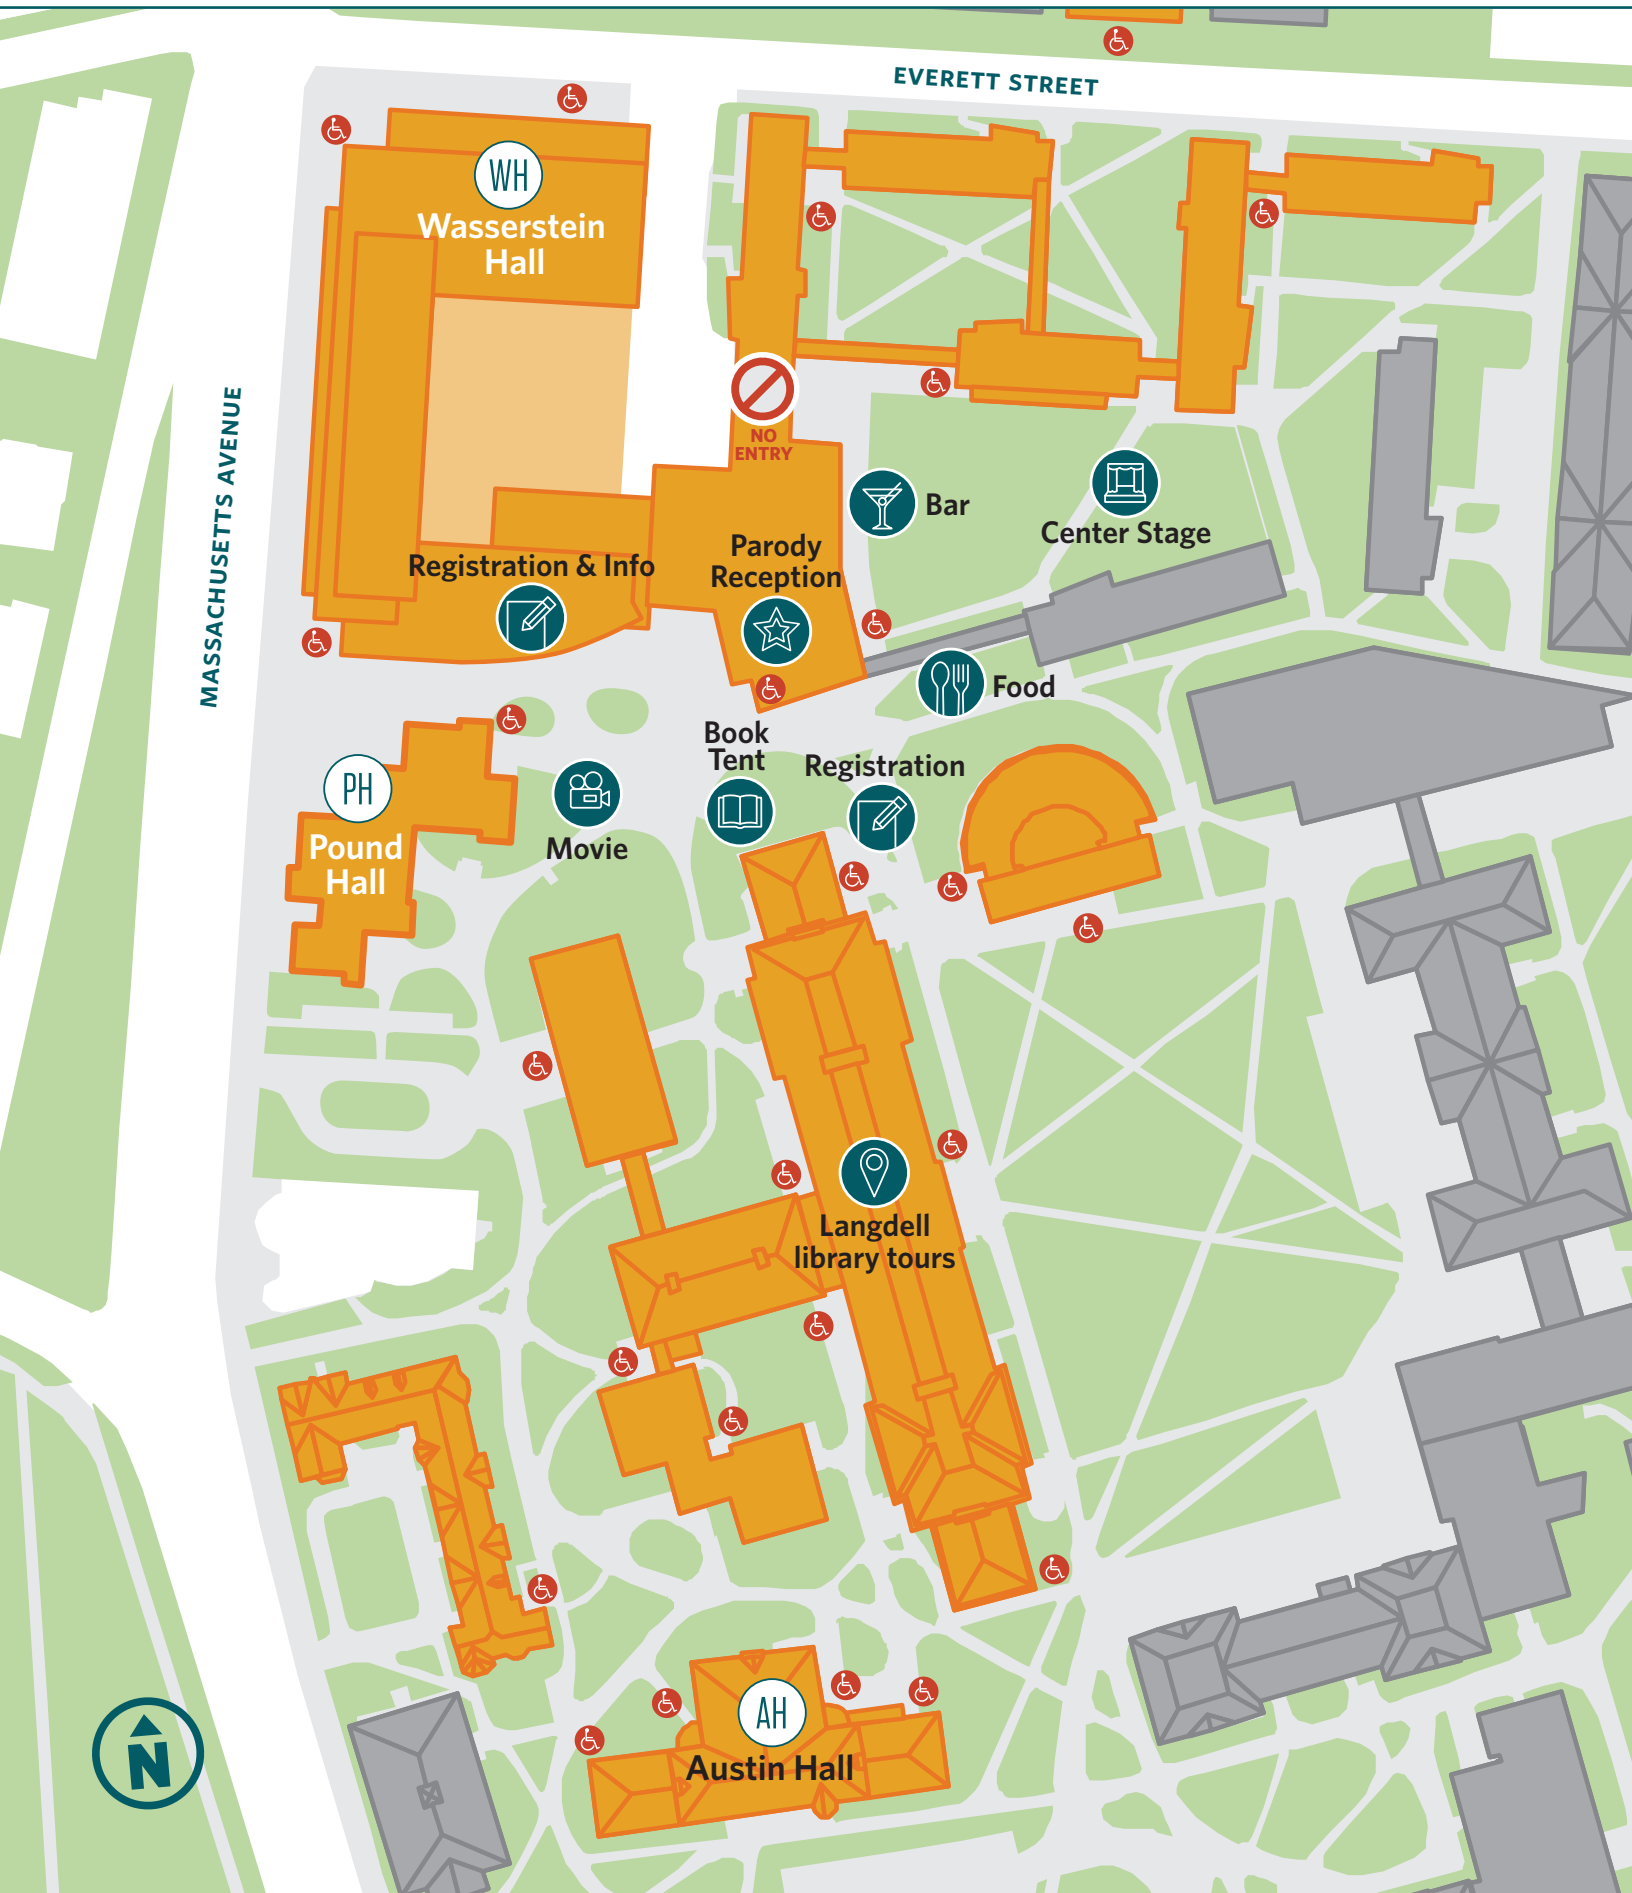 EVERETT STREET
WH
Wasserstein
Hall
MASSACHUSETTS AVENUE
NO
ENTRY
Bar
Center Stage
Parody
Reception
Registration & Info
Food
Book
Tent
Registration
PH
Pound
Hall
Movie
Langdell
library tours
AH
Austin Hall
N